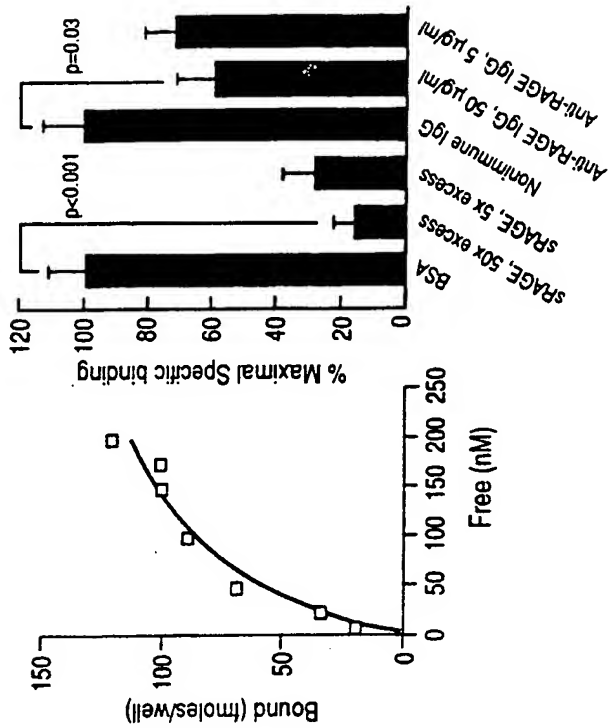 Bound (fmoles/well)
150
100
50
0
0
50
100
150
200
250
Free (nM)
% Maximal Specific binding
120
100
80
60
40
20
0
p<0.001
p=0.03
BSA
sRAGE, 50x excess
sRAGE, 5x excess
Nonimmune IgG
Anti-RAGE IgG, 50 µg/ml
Anti-RAGE IgG, 5 µg/ml